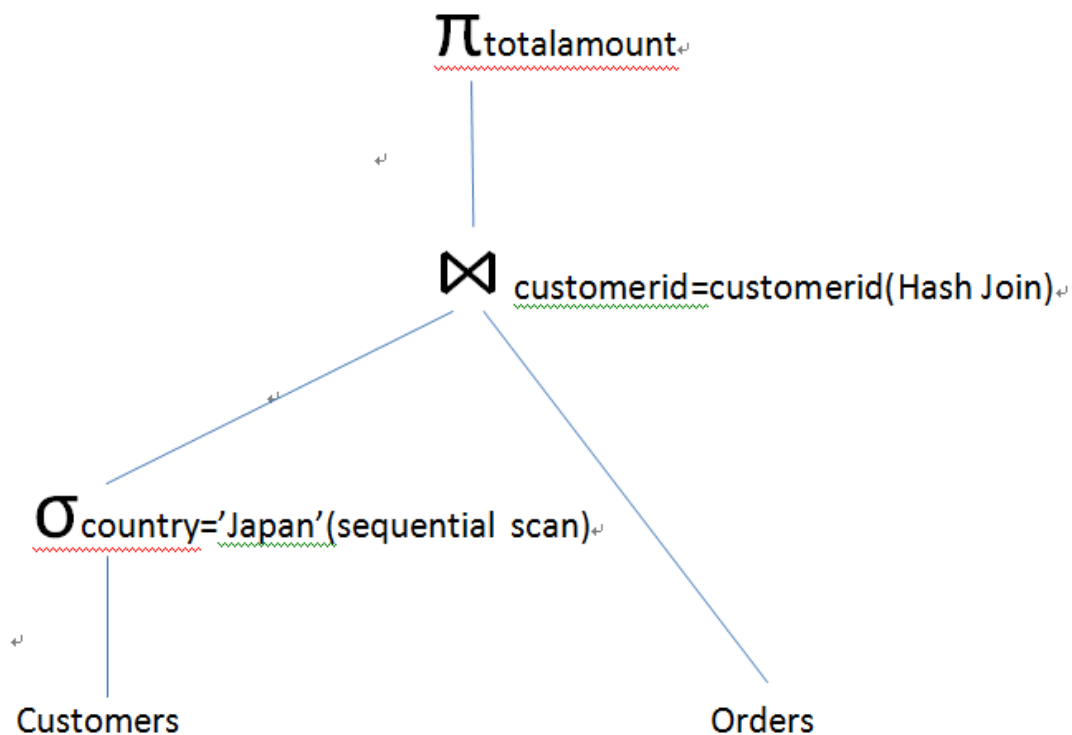 πtotalamount↵
↵
⋈ customerid=customerid(Hash Join)↵
↵
σcountry=’Japan’(sequential scan)↵
↵
Customers
Orders